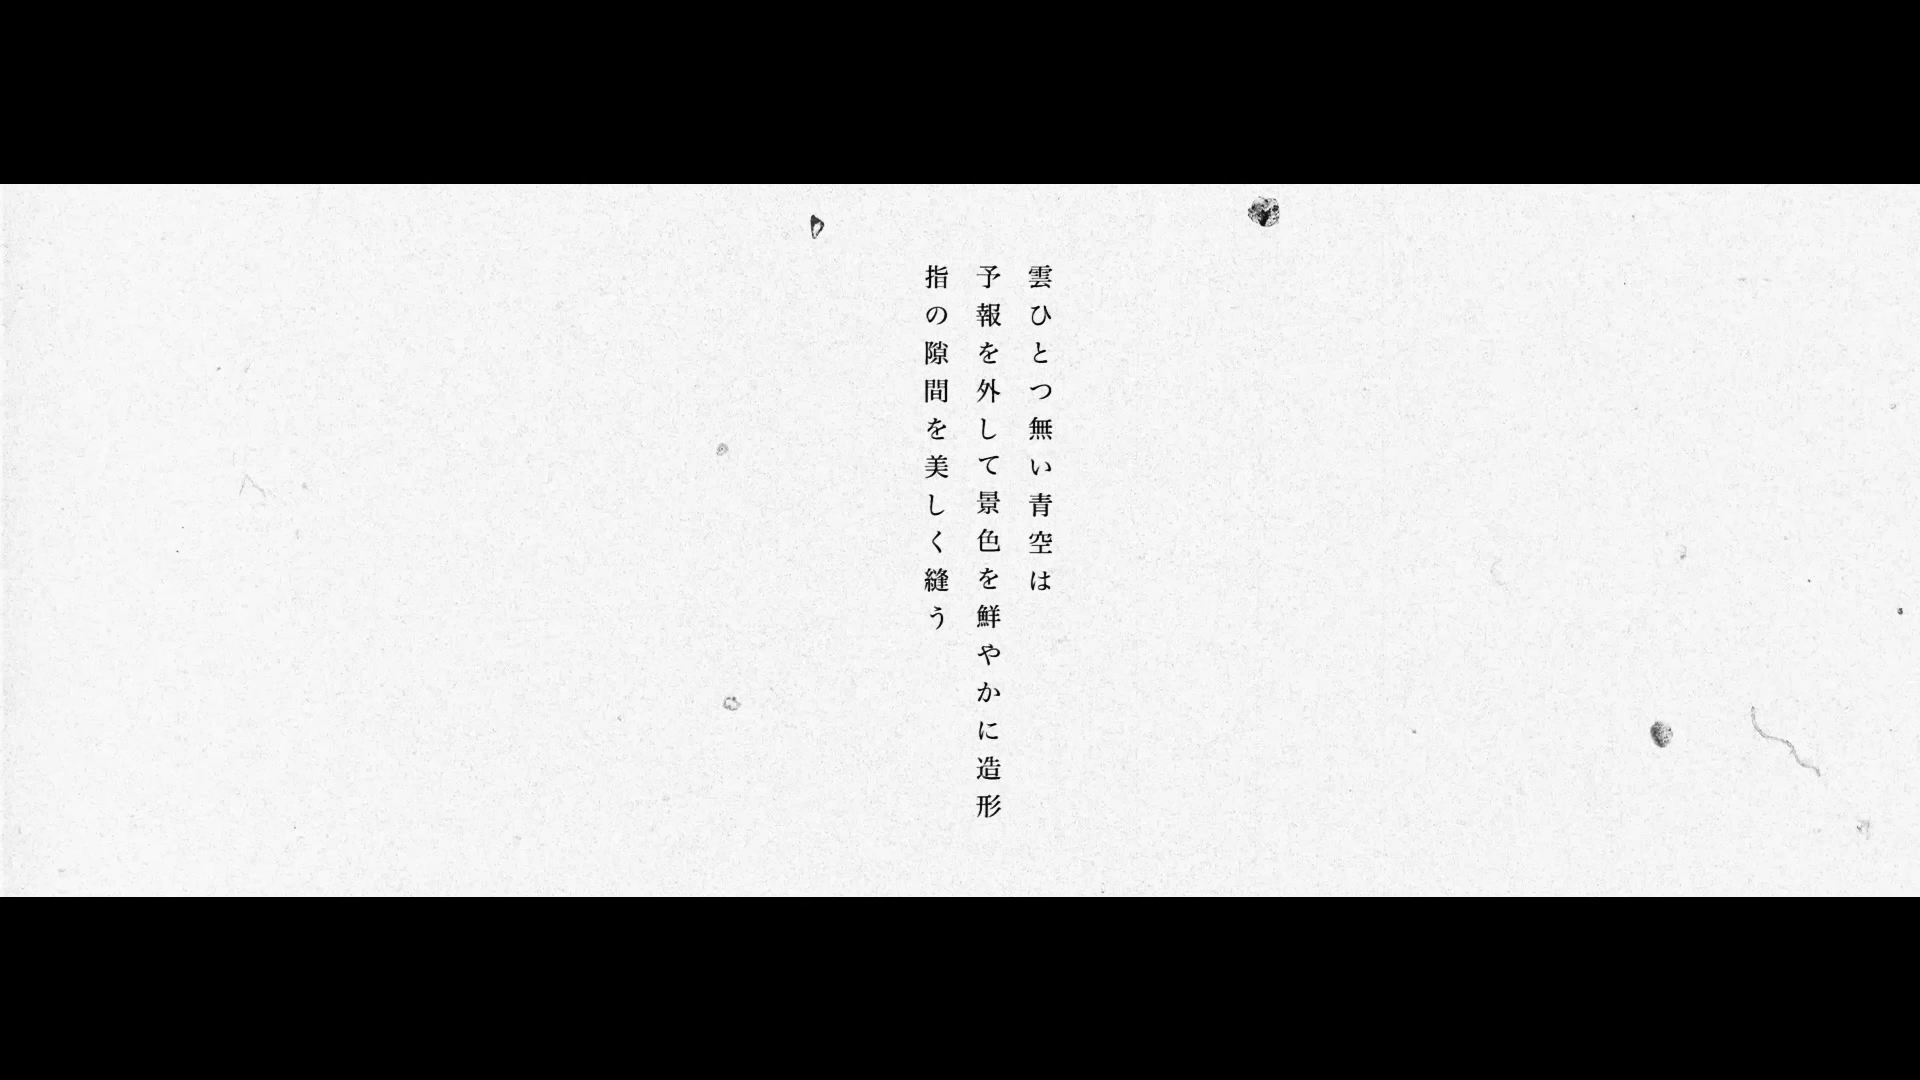 雲ひとつ無い青空は
予報を外して景色を鮮やかに造形
指の隙間を美しく縫う